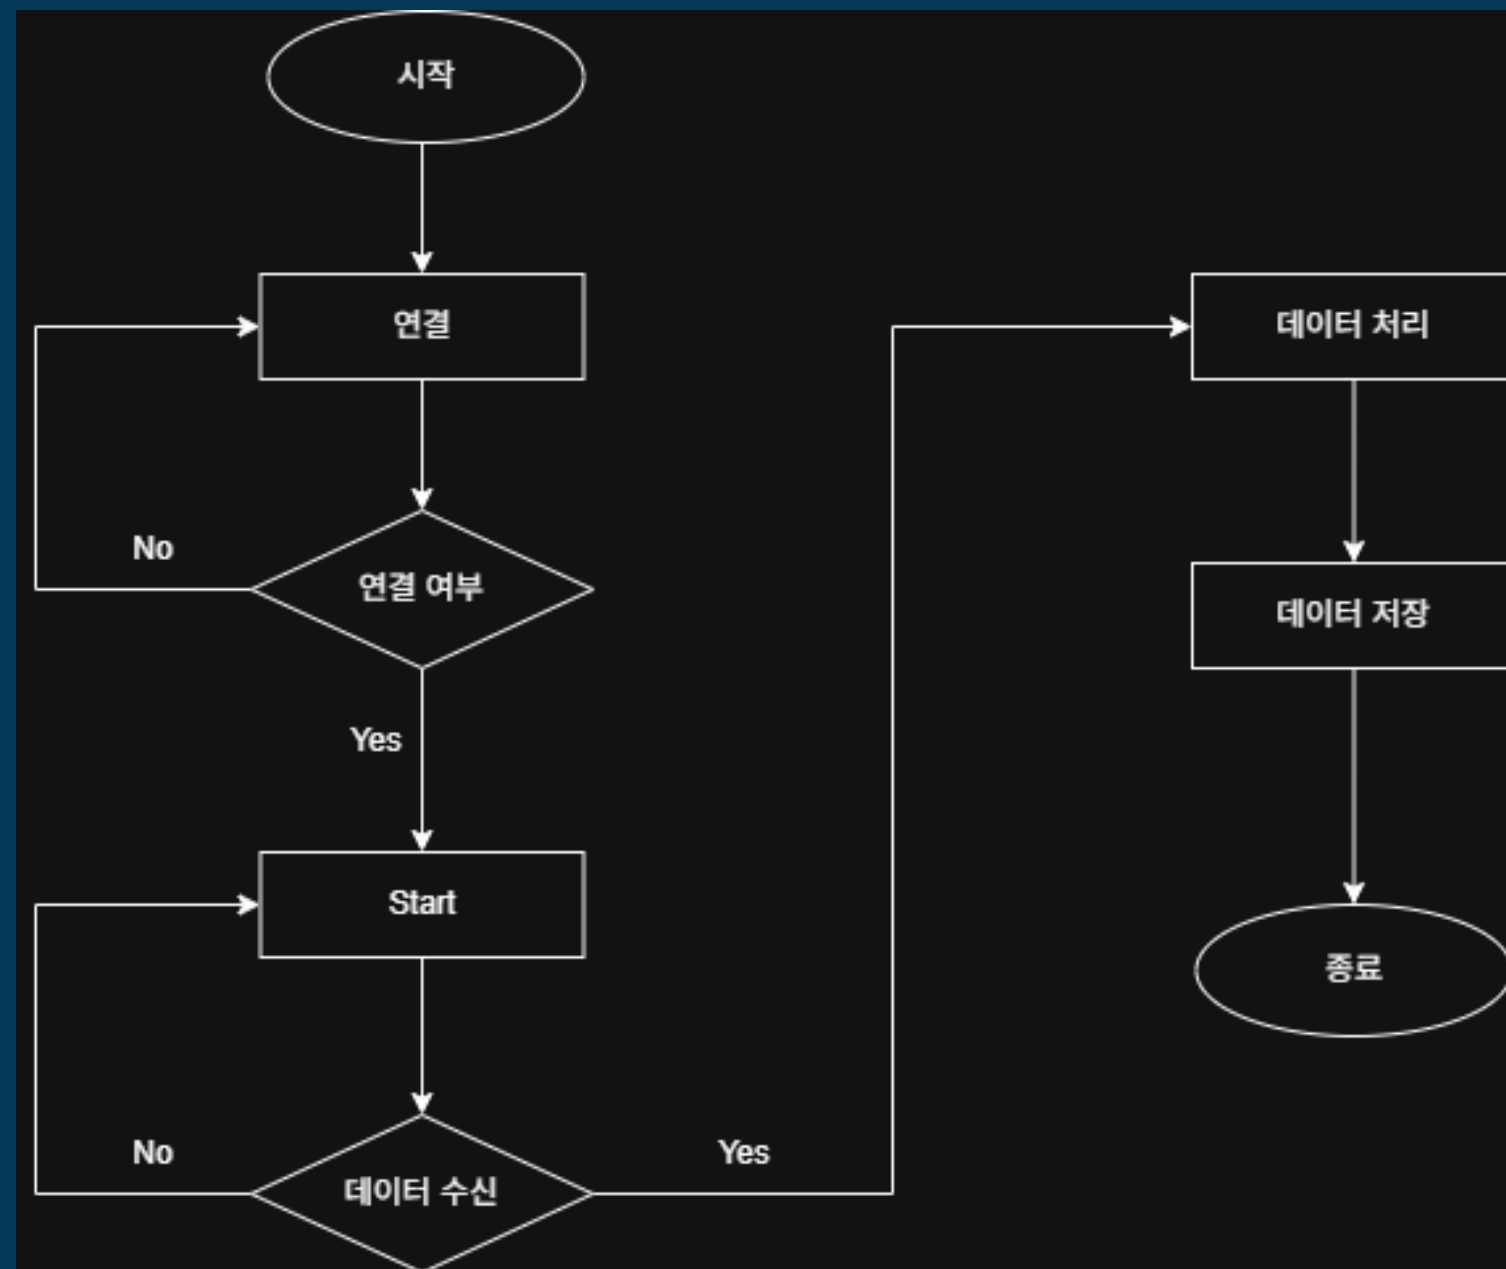 시작
연결
No
연결 여부
Yes
Start
No
데이터 수신
Yes
데이터 처리
데이터 저장
종료